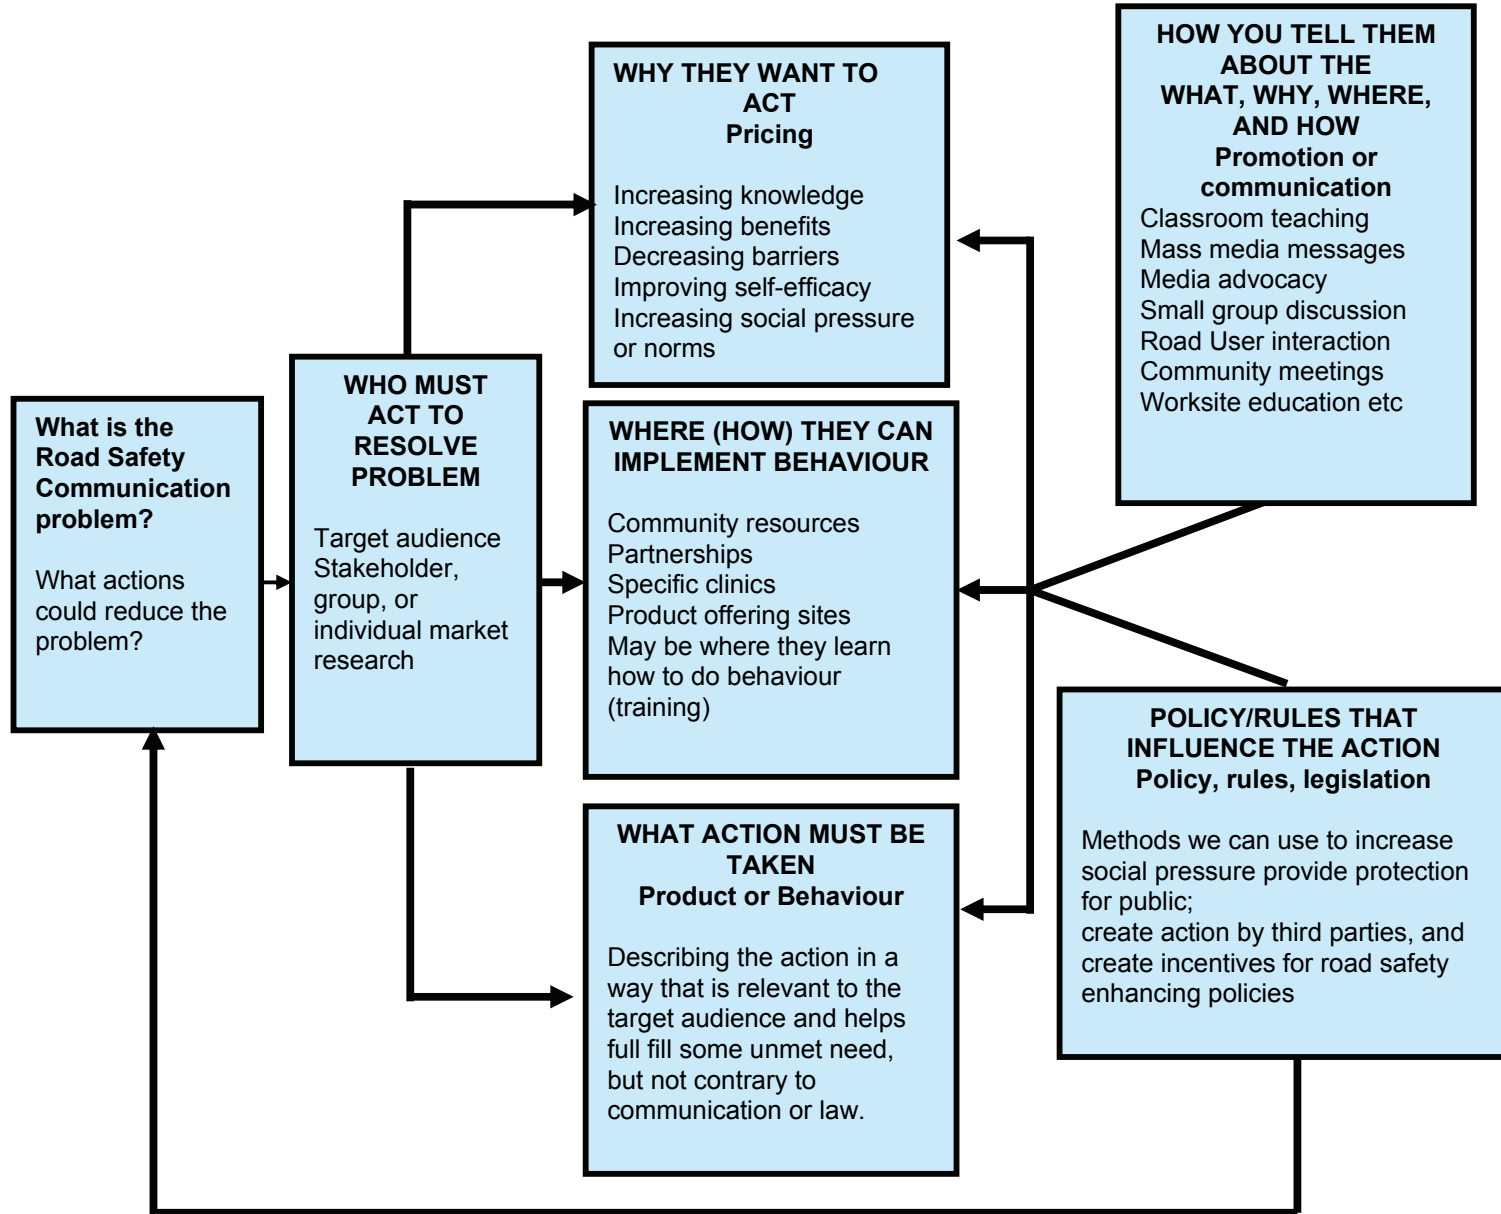 What is the
Road Safety
Communication
problem?
What actions
could reduce the
problem?
WHO MUST
ACT TO
RESOLVE
PROBLEM
Target audience
Stakeholder,
group, or
individual market
research
WHY THEY WANT TO
ACT
Pricing
Increasing knowledge
Increasing benefits
Decreasing barriers
Improving self-efficacy
Increasing social pressure
or norms
WHERE (HOW) THEY CAN
IMPLEMENT BEHAVIOUR
Community resources
Partnerships
Specific clinics
Product offering sites
May be where they learn
how to do behaviour
(training)
WHAT ACTION MUST BE
TAKEN
Product or Behaviour
Describing the action in a
way that is relevant to the
target audience and helps
full fill some unmet need,
but not contrary to
communication or law.
HOW YOU TELL THEM
ABOUT THE
WHAT, WHY, WHERE,
AND HOW
Promotion or
communication
Classroom teaching
Mass media messages
Media advocacy
Small group discussion
Road User interaction
Community meetings
Worksite education etc
POLICY/RULES THAT
INFLUENCE THE ACTION
Policy, rules, legislation
Methods we can use to increase
social pressure provide protection
for public;
create action by third parties, and
create incentives for road safety
enhancing policies